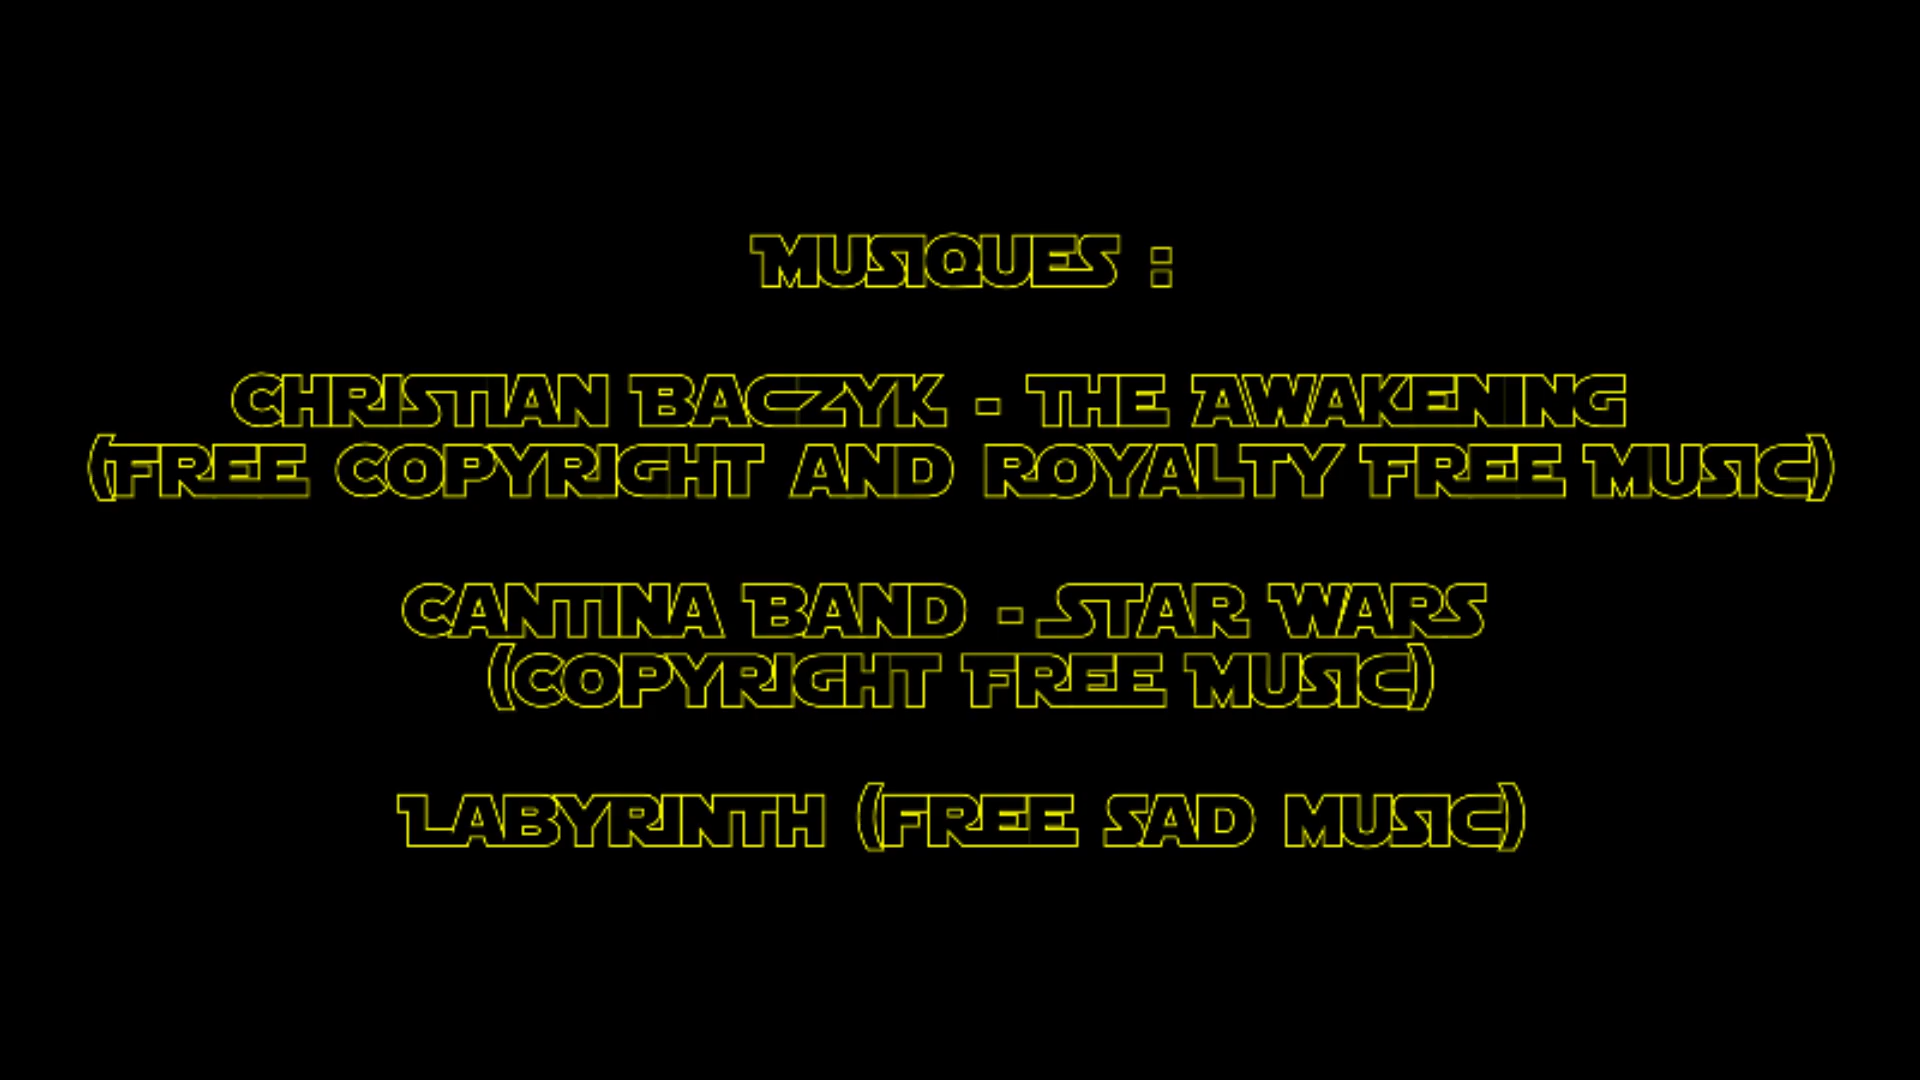 Musiques :
Christian Baczyk - The Awakening
(Free copyright and royalty Free Music)
Cantina Band - Star Wars
(Copyright Free Music)
Labyrinth (free sad music)